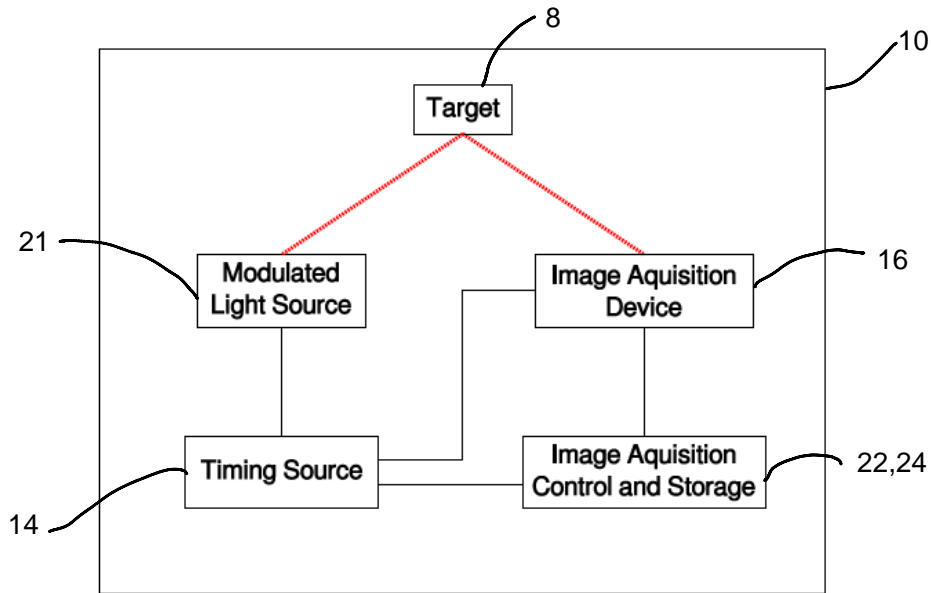 8
10
Target
21
Modulated
Light Source
Image Aquisition
Device
16
Timing Source
Image Aquisition
Control and Storage
22,24
14